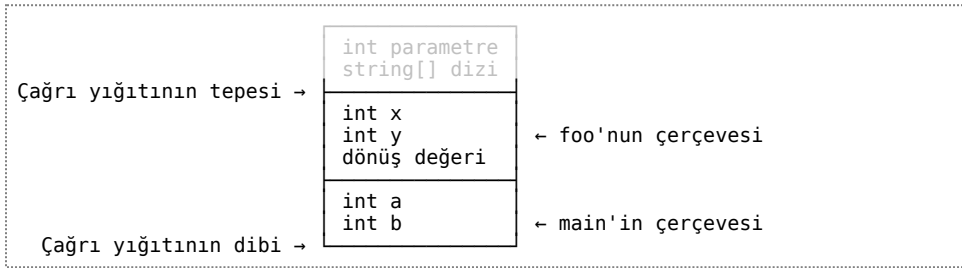 int parametre
string[] dizi
Çağrı yığıtının tepesi →
int x
int y ← foo'nun çerçevesi
dönüş değeri
int a
int b ← main'in çerçevesi
Çağrı yığıtının dibi →